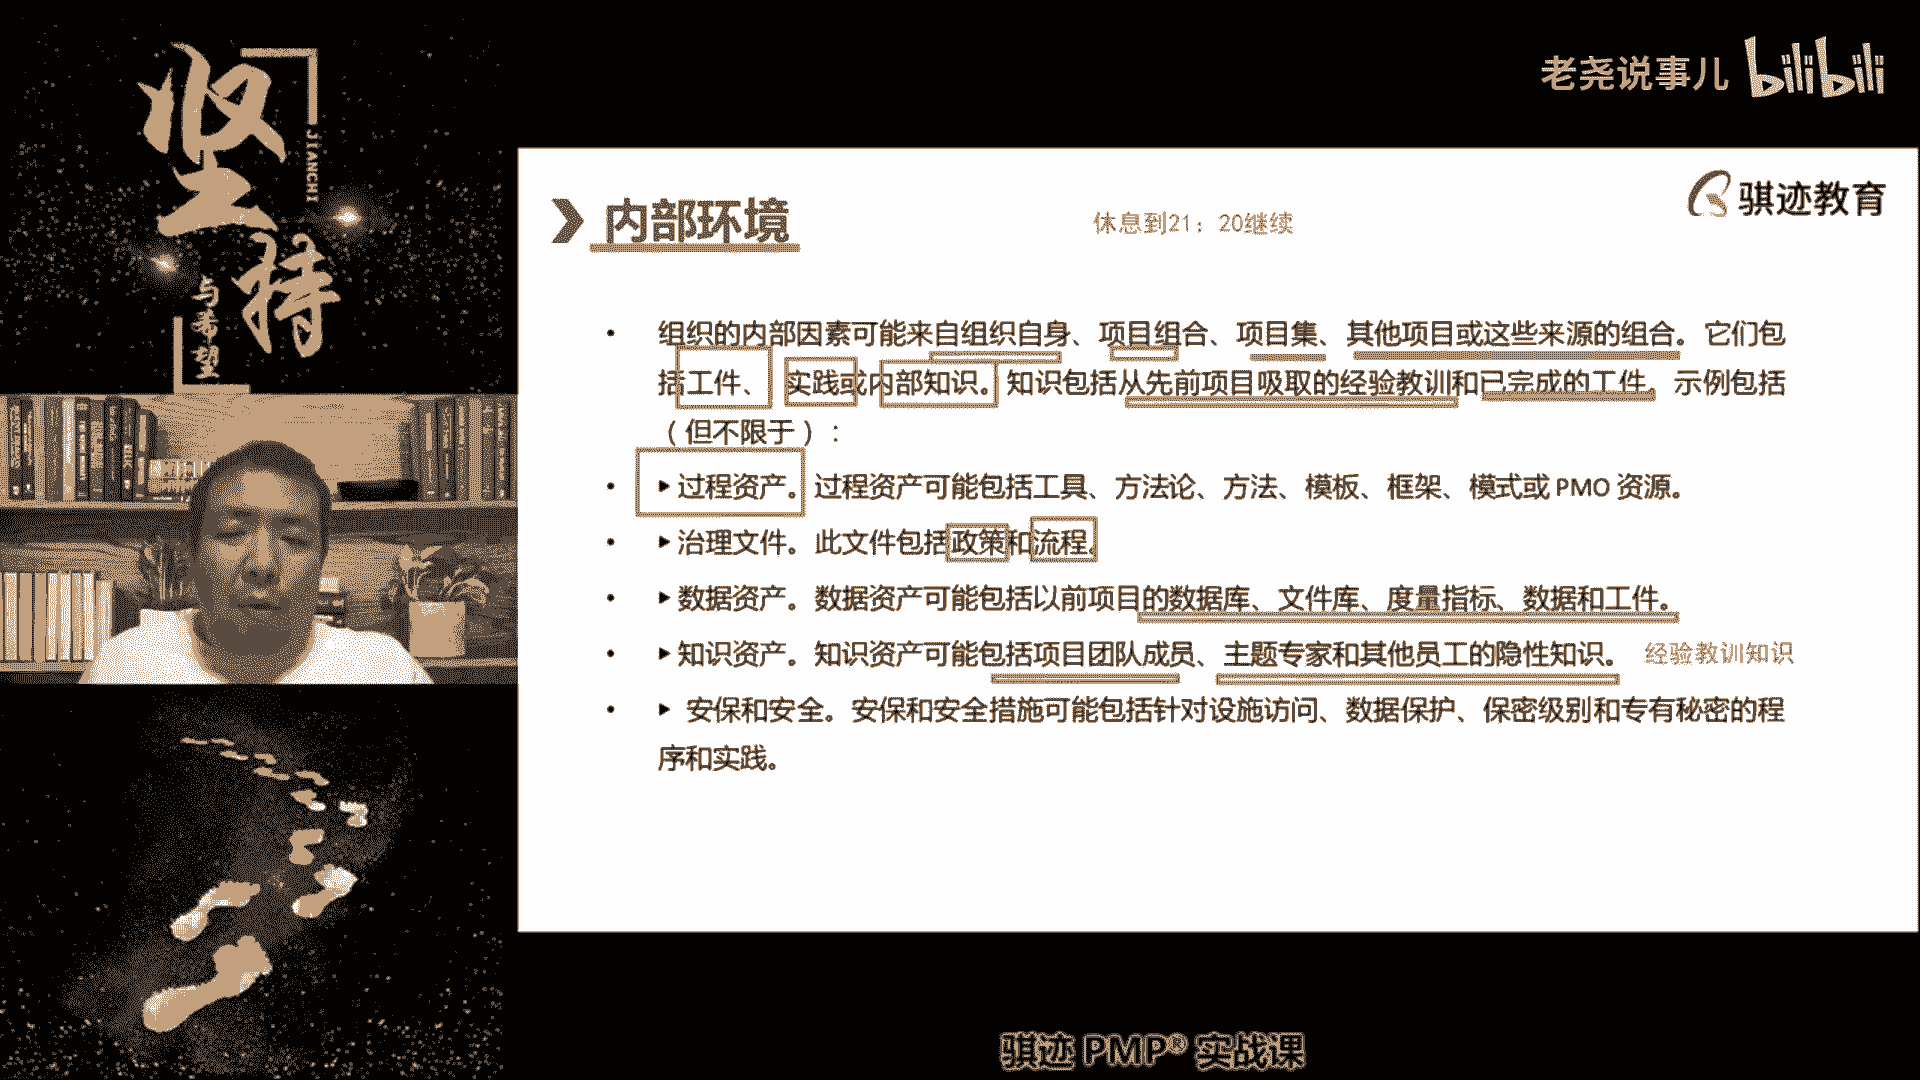 坚持
JIANCHI
与希望
老尧说事儿 bilibili
骐迹教育
内部环境
休息到21：20继续
• 组织的内部因素可能来自组织自身、项目组合、项目集、其他项目或这些来源的组合。它们包
括工件、 实践或内部知识。知识包括从先前项目吸取的经验教训和已完成的工件。示例包括
（但不限于）：
• ▶过程资产。过程资产可能包括工具、方法论、方法、模板、框架、模式或 PMO 资源。
• ▶治理文件。此文件包括政策和流程。
• ▶数据资产。数据资产可能包括以前项目的数据库、文件库、度量指标、数据和工件。
• ▶知识资产。知识资产可能包括项目团队成员、主题专家和其他员工的隐性知识。 经验教训知识
• ▶ 安保和安全。安保和安全措施可能包括针对设施访问、数据保护、保密级别和专有秘密的程
序和实践。
骐迹 PMP® 实战课